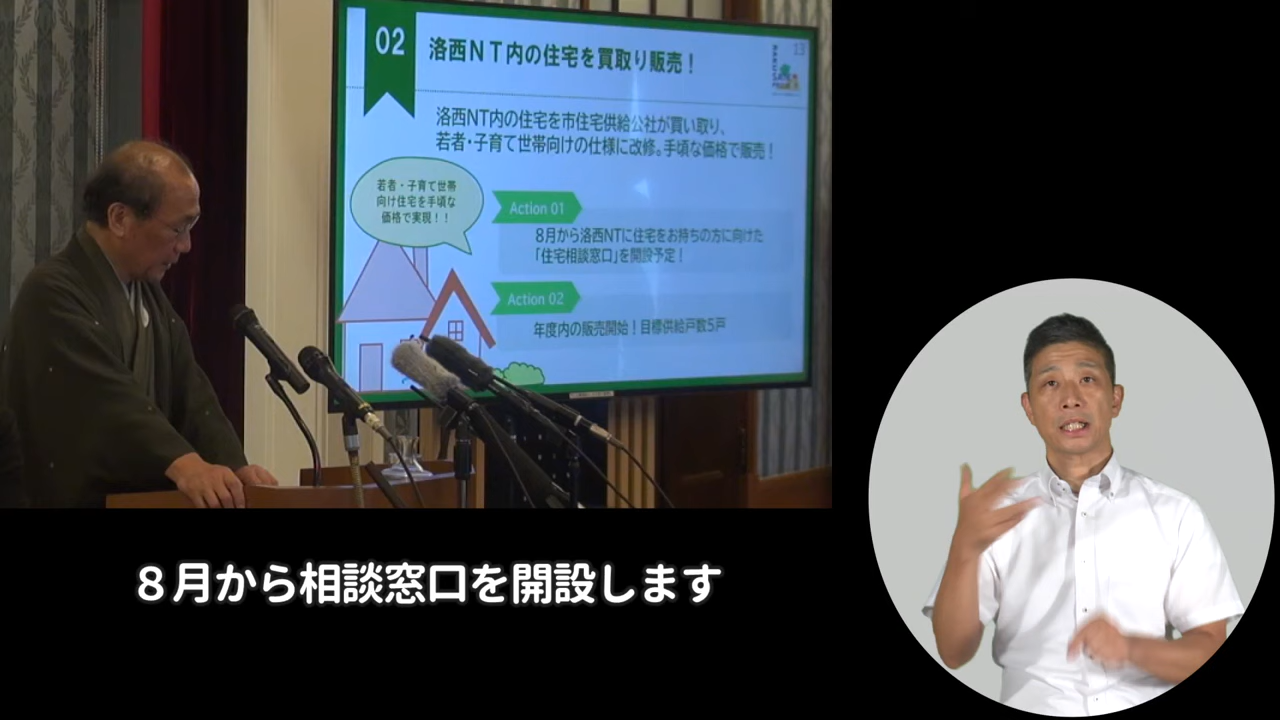 02
洛西NT内の住宅を買取り販売！
13
洛西NT内の住宅を市住宅供給公社が買い取り、
若者・子育て世帯向けの仕様に改修。手頃な価格で販売！
若者・子育て世帯
向け住宅を手頃な
価格で実現！！
Action 01
8月から洛西NTに住宅をお持ちの方に向けた
「住宅相談窓口」を開設予定！
Action 02
年度内の販売開始！目標供給戸数5戸
８月から相談窓口を開設します